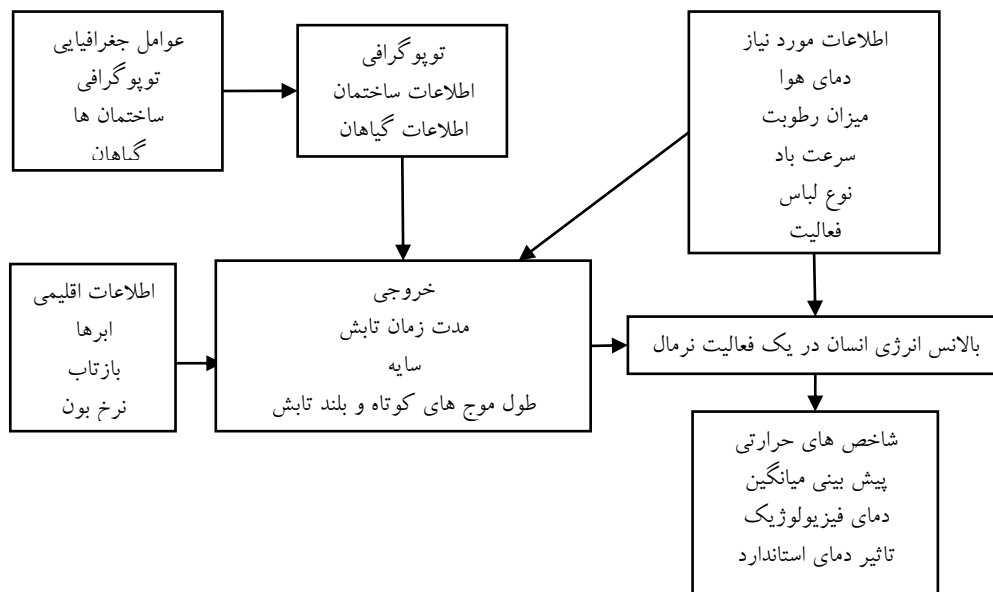 اطلاعات مورد نیاز
دمای هوا
میزان رطوبت
سرعت باد
نوع لباس
فعالیت
توپوگرافی
اطلاعات ساختمان
اطلاعات گیاهان
عوامل جغرافیایی
توپوگرافی
ساختمان ها
گیاهان
اطلاعات اقلیمی
ابرها
بازتاب
نرخ بون
خروجی
مدت زمان تابش
سایه
طول موج های کوتاه و بلند تابش
بالانس انرژی انسان در یک فعالیت نرمال
شاخص های حرارتی
پیش بینی میانگین
دمای فیزیولوژیک
تاثیر دمای استاندارد